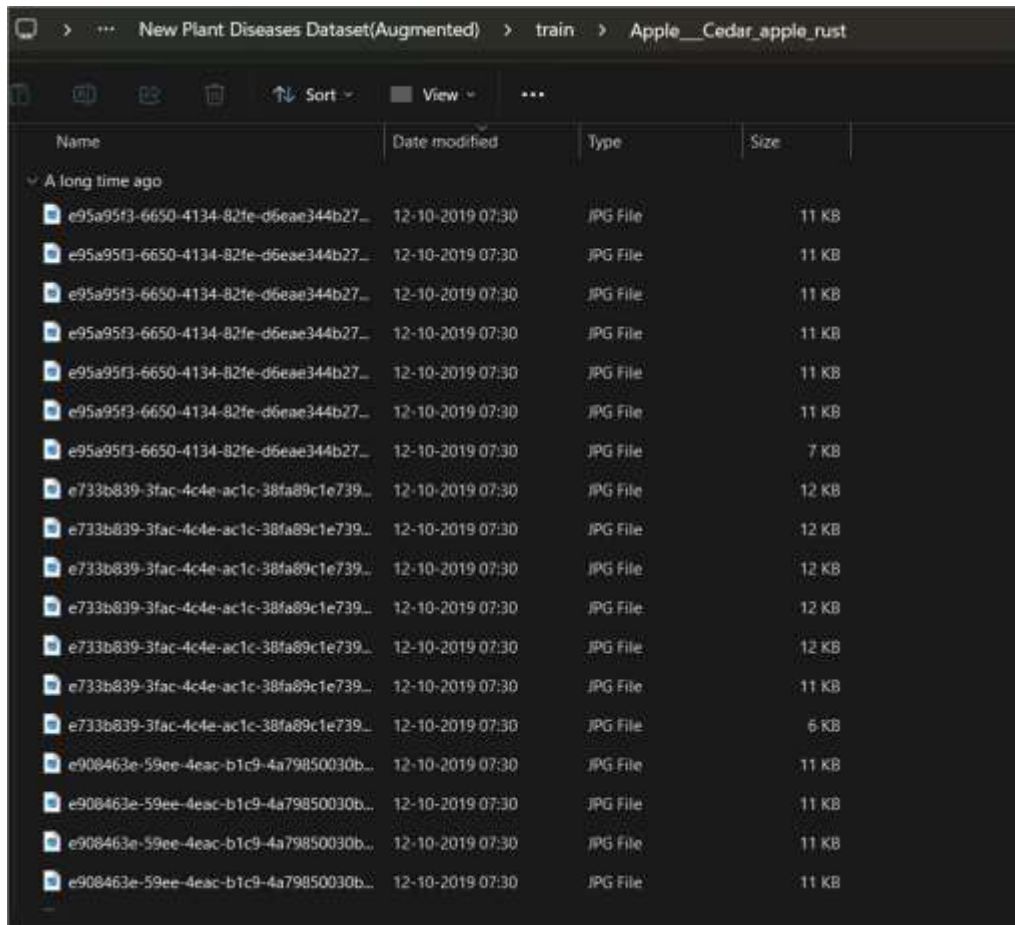 > ··· New Plant Diseases Dataset(Augmented) > train > Apple___Cedar_apple_rust
Sort View ···
Name Date modified Type Size
A long time ago
e95a95f3-6650-4134-82fe-d6eae344b27... 12-10-2019 07:30 JPG File 11 KB
e95a95f3-6650-4134-82fe-d6eae344b27... 12-10-2019 07:30 JPG File 11 KB
e95a95f3-6650-4134-82fe-d6eae344b27... 12-10-2019 07:30 JPG File 11 KB
e95a95f3-6650-4134-82fe-d6eae344b27... 12-10-2019 07:30 JPG File 11 KB
e95a95f3-6650-4134-82fe-d6eae344b27... 12-10-2019 07:30 JPG File 11 KB
e95a95f3-6650-4134-82fe-d6eae344b27... 12-10-2019 07:30 JPG File 11 KB
e95a95f3-6650-4134-82fe-d6eae344b27... 12-10-2019 07:30 JPG File 7 KB
e733b839-3fac-4c4e-ac1c-38fa89c1e739... 12-10-2019 07:30 JPG File 12 KB
e733b839-3fac-4c4e-ac1c-38fa89c1e739... 12-10-2019 07:30 JPG File 12 KB
e733b839-3fac-4c4e-ac1c-38fa89c1e739... 12-10-2019 07:30 JPG File 12 KB
e733b839-3fac-4c4e-ac1c-38fa89c1e739... 12-10-2019 07:30 JPG File 12 KB
e733b839-3fac-4c4e-ac1c-38fa89c1e739... 12-10-2019 07:30 JPG File 12 KB
e733b839-3fac-4c4e-ac1c-38fa89c1e739... 12-10-2019 07:30 JPG File 11 KB
e733b839-3fac-4c4e-ac1c-38fa89c1e739... 12-10-2019 07:30 JPG File 6 KB
e908463e-59ee-4eac-b1c9-4a79850030b... 12-10-2019 07:30 JPG File 11 KB
e908463e-59ee-4eac-b1c9-4a79850030b... 12-10-2019 07:30 JPG File 11 KB
e908463e-59ee-4eac-b1c9-4a79850030b... 12-10-2019 07:30 JPG File 11 KB
e908463e-59ee-4eac-b1c9-4a79850030b... 12-10-2019 07:30 JPG File 11 KB